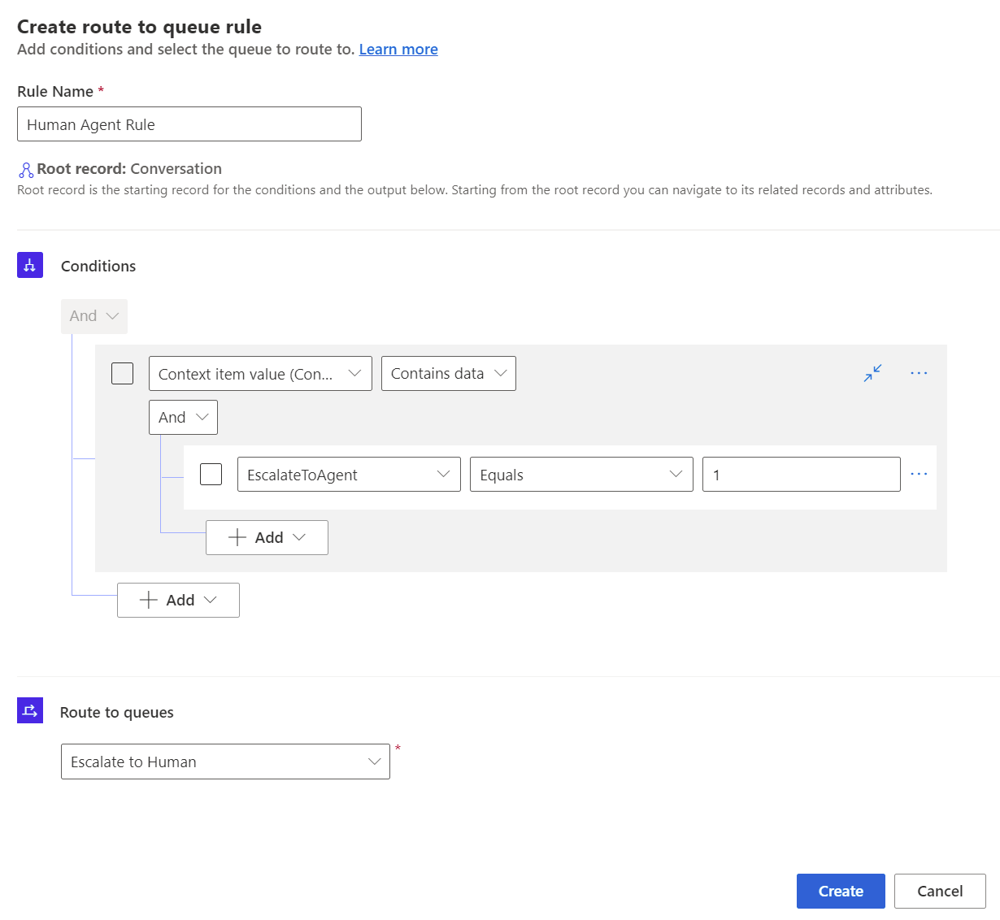 Create route to queue rule
Add conditions and select the queue to route to. Learn more
Rule Name *
Human Agent Rule
Root record: Conversation
Root record is the starting record for the conditions and the output below. Starting from the root record you can navigate to its related records and attributes.
Conditions
And
Context item value (Con... Contains data
And
EscalateToAgent Equals 1
Add
Add
Route to queues
Escalate to Human *
Create Cancel